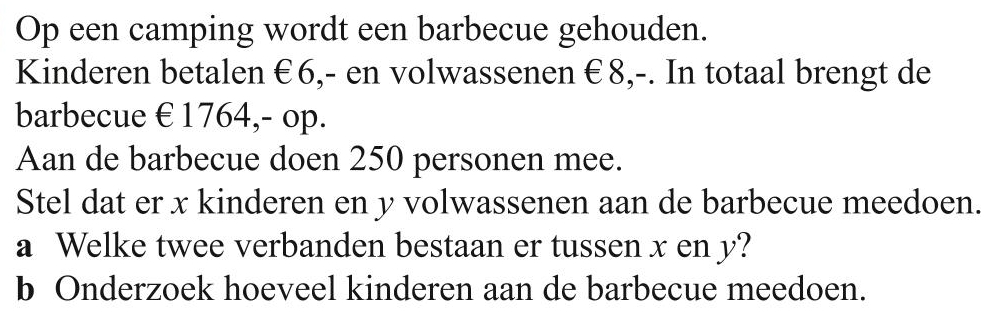 Op een camping wordt een barbecue gehouden.
Kinderen betalen € 6,- en volwassenen € 8,-. In totaal brengt de
barbecue € 1764,- op.
Aan de barbecue doen 250 personen mee.
Stel dat er x kinderen en y volwassenen aan de barbecue meedoen.
a Welke twee verbanden bestaan er tussen x en y?
b Onderzoek hoeveel kinderen aan de barbecue meedoen.